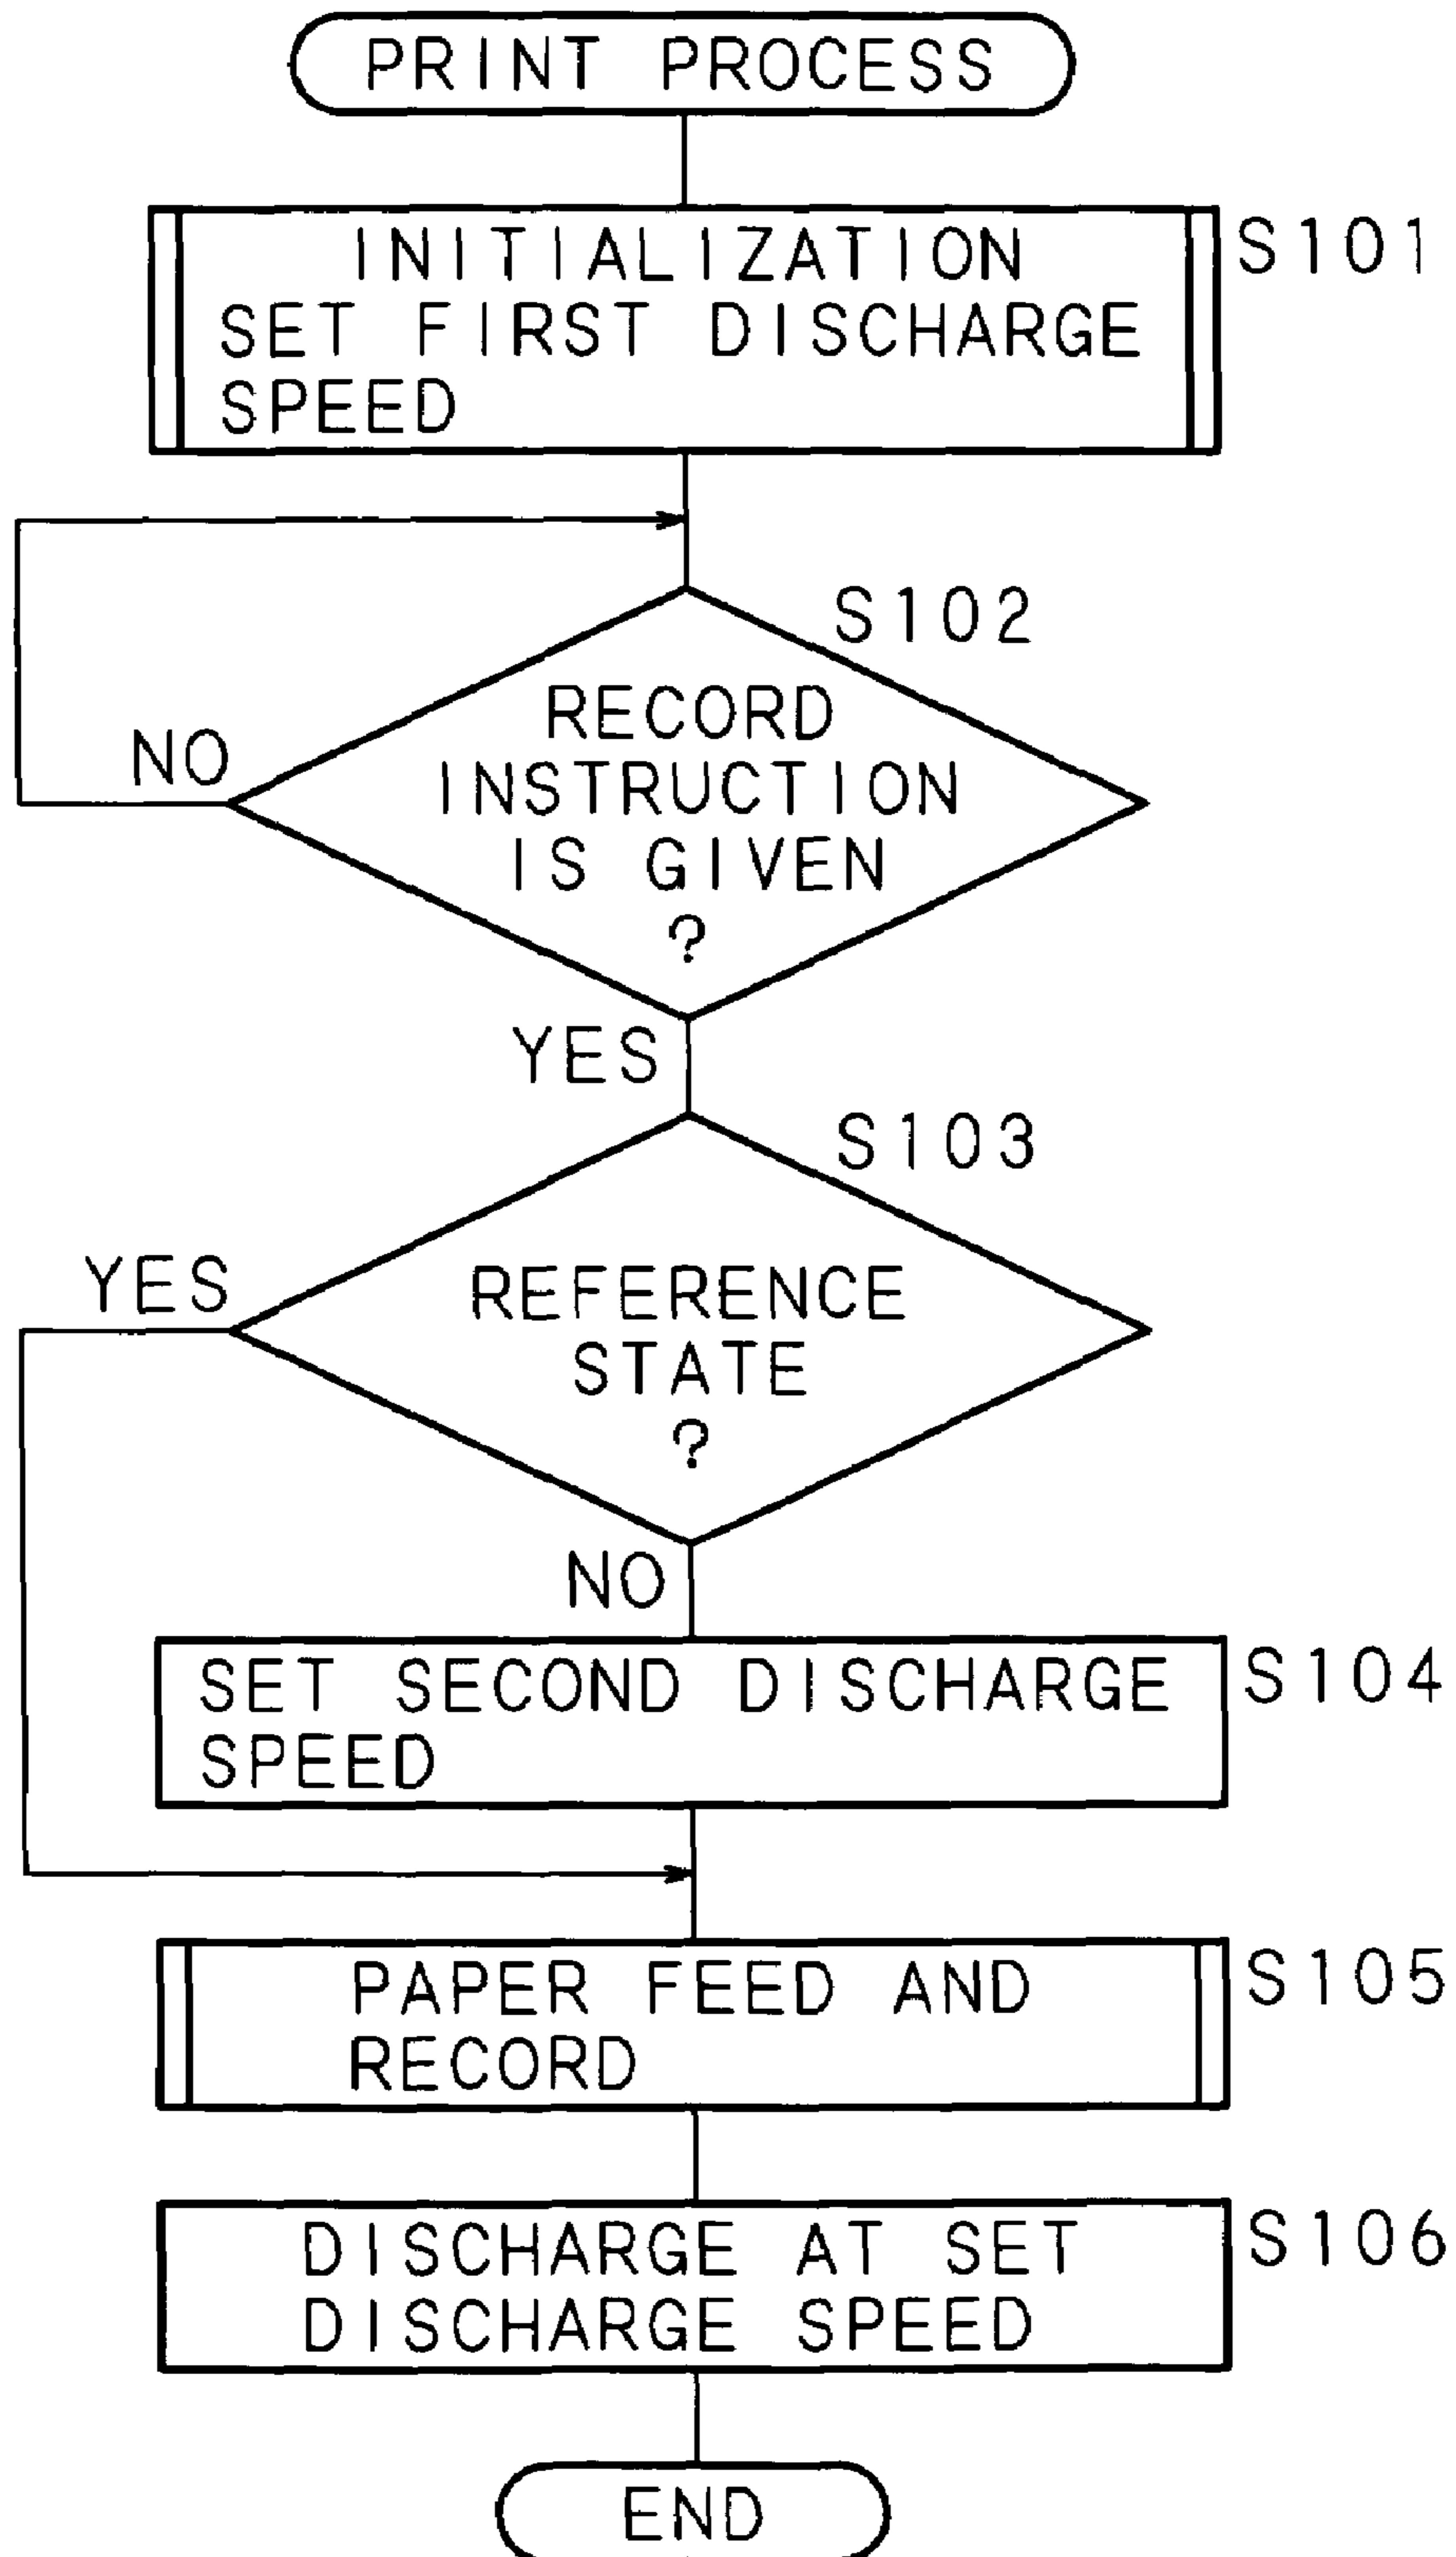 PRINT PROCESS
INITIALIZATION
SET FIRST DISCHARGE
SPEED
S101
S102
RECORD
INSTRUCTION
IS GIVEN
?
NO
YES
S103
REFERENCE
STATE
?
YES
NO
SET SECOND DISCHARGE
SPEED
S104
PAPER FEED AND
RECORD
S105
DISCHARGE AT SET
DISCHARGE SPEED
S106
END